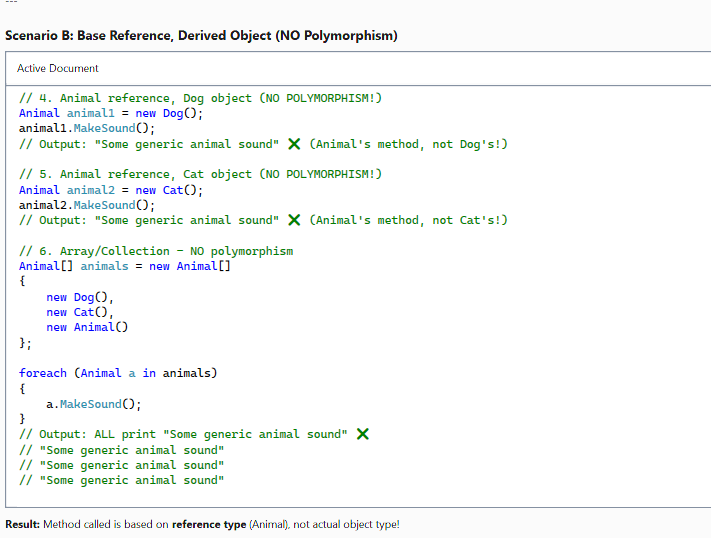 ---
Scenario B: Base Reference, Derived Object (NO Polymorphism)
Active Document
// 4. Animal reference, Dog object (NO POLYMORPHISM!)
Animal animal1 = new Dog();
animal1.MakeSound();
// Output: "Some generic animal sound" ❌ (Animal's method, not Dog's!)
// 5. Animal reference, Cat object (NO POLYMORPHISM!)
Animal animal2 = new Cat();
animal2.MakeSound();
// Output: "Some generic animal sound" ❌ (Animal's method, not Cat's!)
// 6. Array/Collection - NO polymorphism
Animal[] animals = new Animal[]
{
    new Dog(),
    new Cat(),
    new Animal()
};
foreach (Animal a in animals)
{
    a.MakeSound();
}
// Output: ALL print "Some generic animal sound" ❌
// "Some generic animal sound"
// "Some generic animal sound"
// "Some generic animal sound"
Result: Method called is based on reference type (Animal), not actual object type!